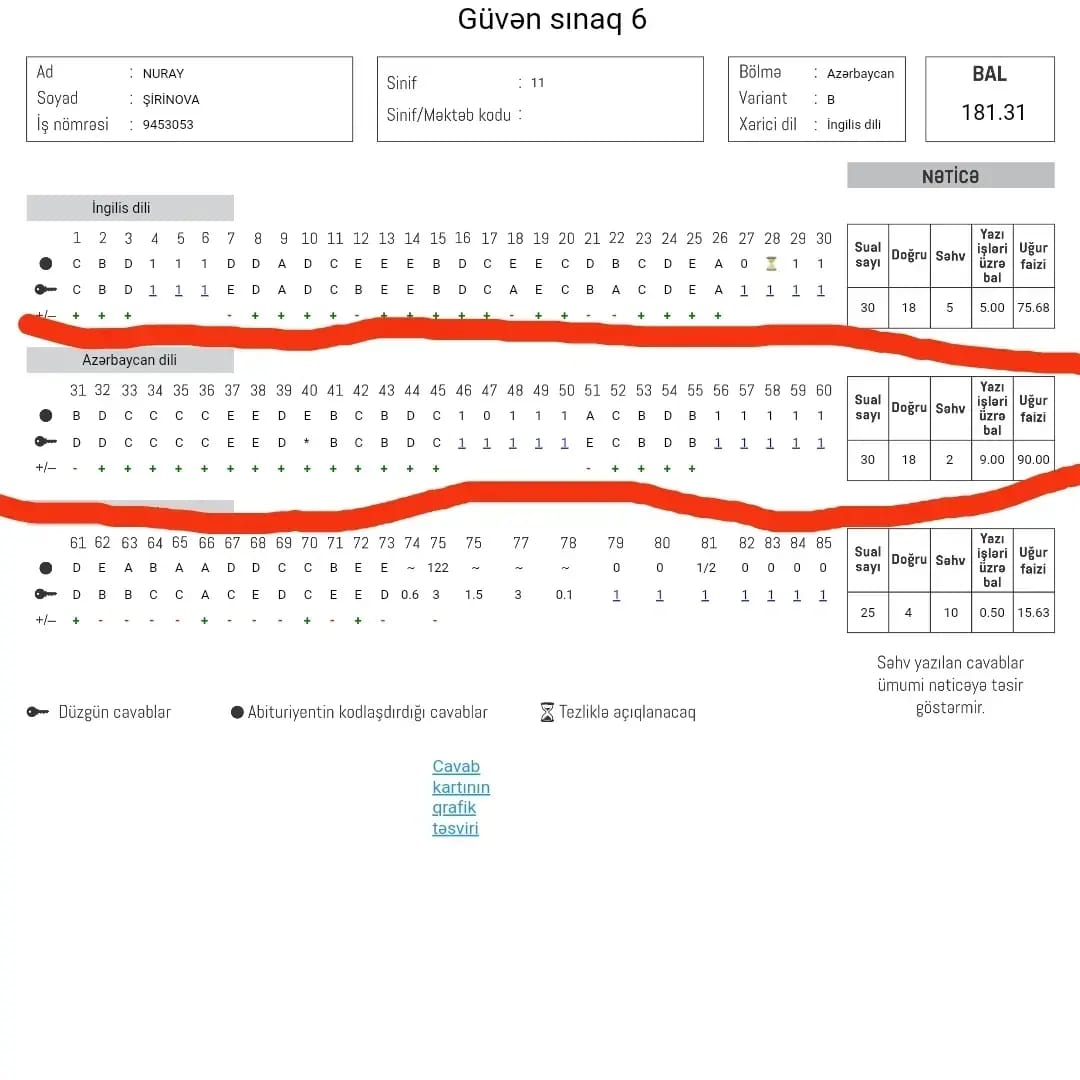 Güvən sınaq 6
Ad : NURAY
Soyad : ŞİRİNOVA
İş nömrəsi : 9453053
Sinif : 11
Sinif/Məktəb kodu :
Bölmə : Azərbaycan
Variant : B
Xarici dil : İngilis dili
BAL
181.31
NƏTİCƏ
İngilis dili
1 2 3 4 5 6 7 8 9 10 11 12 13 14 15 16 17 18 19 20 21 22 23 24 25 26 27 28 29 30
C B D 1 1 1 D D A D C E E E B D C E E C D B C D E A 0 ⌛ 1 1
C B D 1 1 1 E D A D C B E E B D C A E C B A C D E A 1 1 1 1
+/– + + + - + + + + - + + + + + - + + - - + + + +
Sual sayı Doğru Səhv Yazı işləri üzrə bal Uğur faizi
30 18 5 5.00 75.68
Azərbaycan dili
31 32 33 34 35 36 37 38 39 40 41 42 43 44 45 46 47 48 49 50 51 52 53 54 55 56 57 58 59 60
B D C C C C E E D E B C B D C 1 0 1 1 1 A C B D B 1 1 1 1 1
D D C C C C E E D * B C B D C 1 1 1 1 1 E C B D B 1 1 1 1 1
+/– - + + + + + + + + + + + + + + - + + + +
Sual sayı Doğru Səhv Yazı işləri üzrə bal Uğur faizi
30 18 2 9.00 90.00
61 62 63 64 65 66 67 68 69 70 71 72 73 74 75 75 77 78 79 80 81 82 83 84 85
D E A B A A D D C C B E E ~ 122 ~ ~ ~ 0 0 1/2 0 0 0 0
D B B C C A C E D C E E D 0.6 3 1.5 3 0.1 1 1 1 1 1 1 1
+/– + - - - - + - - - + - + - -
Sual sayı Doğru Səhv Yazı işləri üzrə bal Uğur faizi
25 4 10 0.50 15.63
Səhv yazılan cavablar
ümumi nəticəyə təsir
göstərmir.
Düzgün cavablar
Abituriyentin kodlaşdırdığı cavablar
Tezliklə açıqlanacaq
Cavab
kartının
qrafik
təsviri